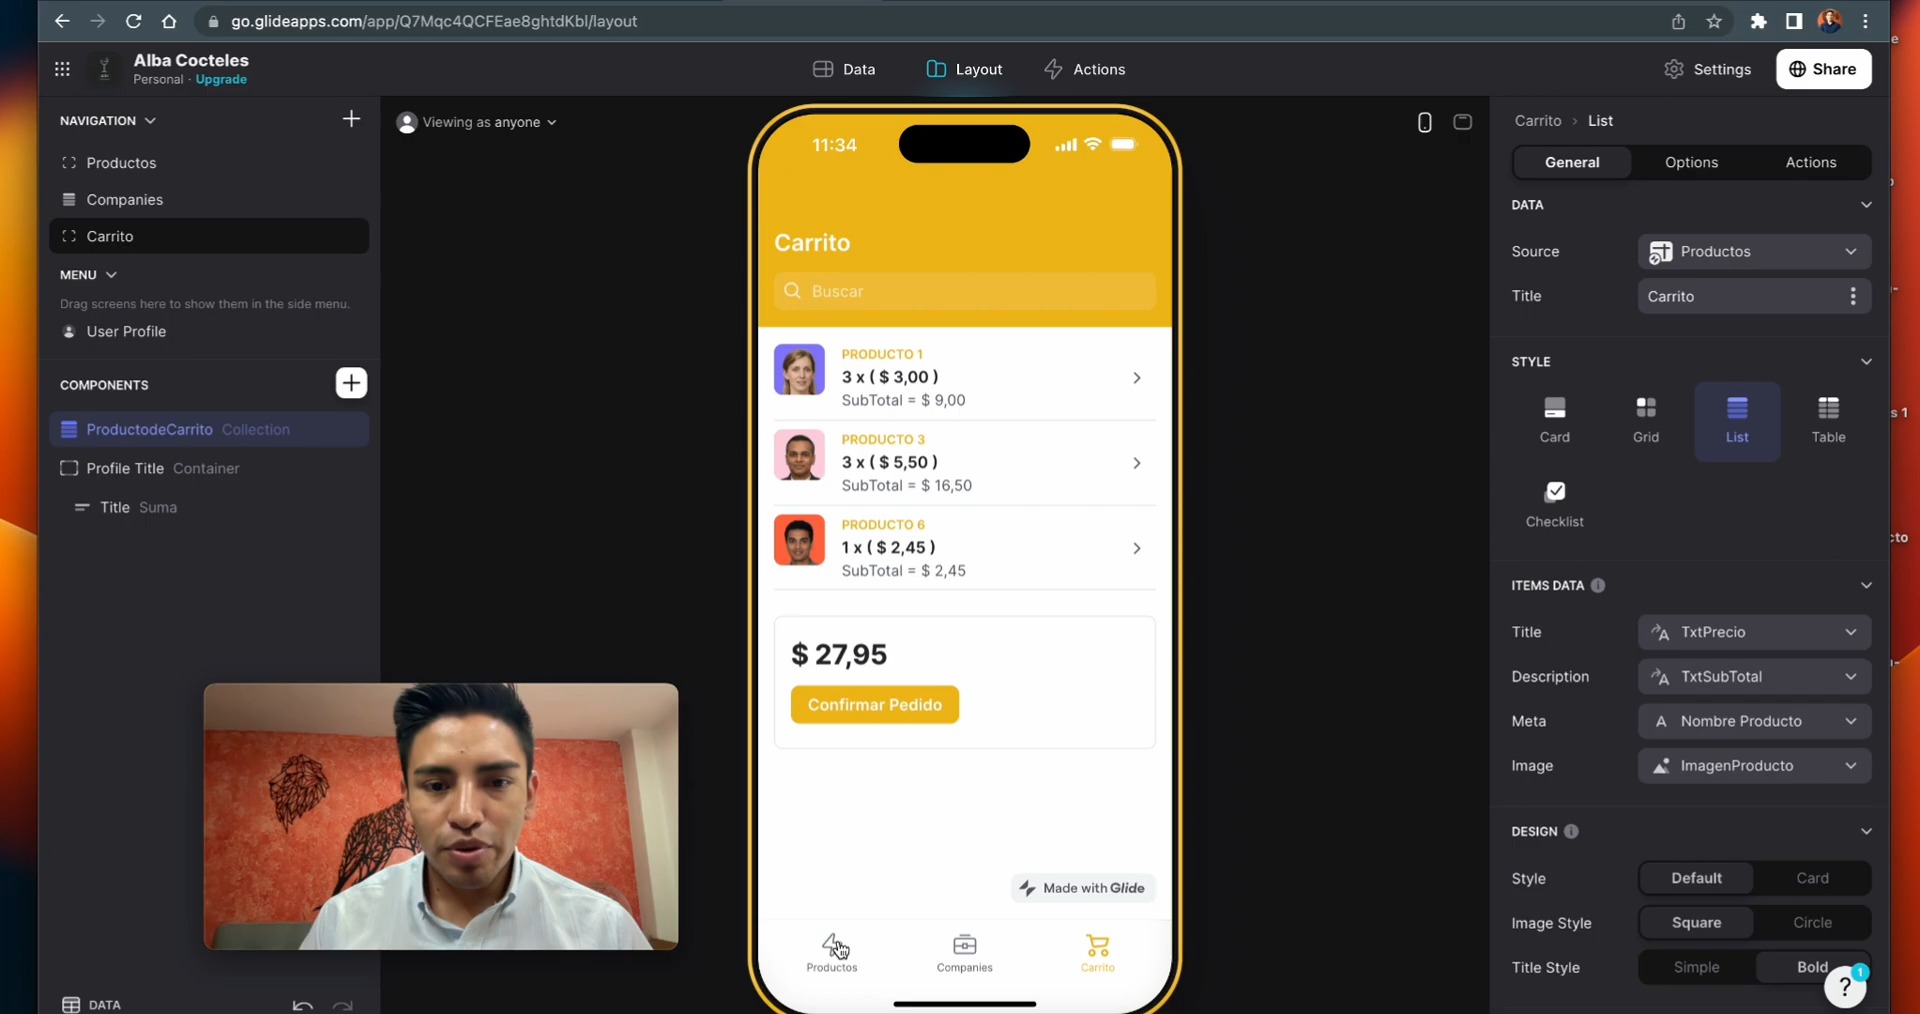 go.glideapps.com/app/Q7Mqc4QCFEae8ghtdKbl/layout
Alba Cocteles
Personal · Upgrade
Data
Layout
Actions
Settings
Share
NAVIGATION
Productos
Companies
Carrito
MENU
Drag screens here to show them in the side menu.
User Profile
COMPONENTS
ProductodeCarrito Collection
Profile Title Container
Title Suma
DATA
Viewing as anyone
11:34
Carrito
Buscar
PRODUCTO 1
3 x ( $ 3,00 )
SubTotal = $ 9,00
PRODUCTO 3
3 x ( $ 5,50 )
SubTotal = $ 16,50
PRODUCTO 6
1 x ( $ 2,45 )
SubTotal = $ 2,45
$ 27,95
Confirmar Pedido
Made with Glide
Productos
Companies
Carrito
Carrito › List
General
Options
Actions
DATA
Source
Productos
Title
Carrito
STYLE
Card
Grid
List
Table
Checklist
ITEMS DATA
Title
TxtPrecio
Description
TxtSubTotal
Meta
A Nombre Producto
Image
ImagenProducto
DESIGN
Style
Default
Card
Image Style
Square
Circle
Title Style
Simple
Bold
?
1
s 1
cto